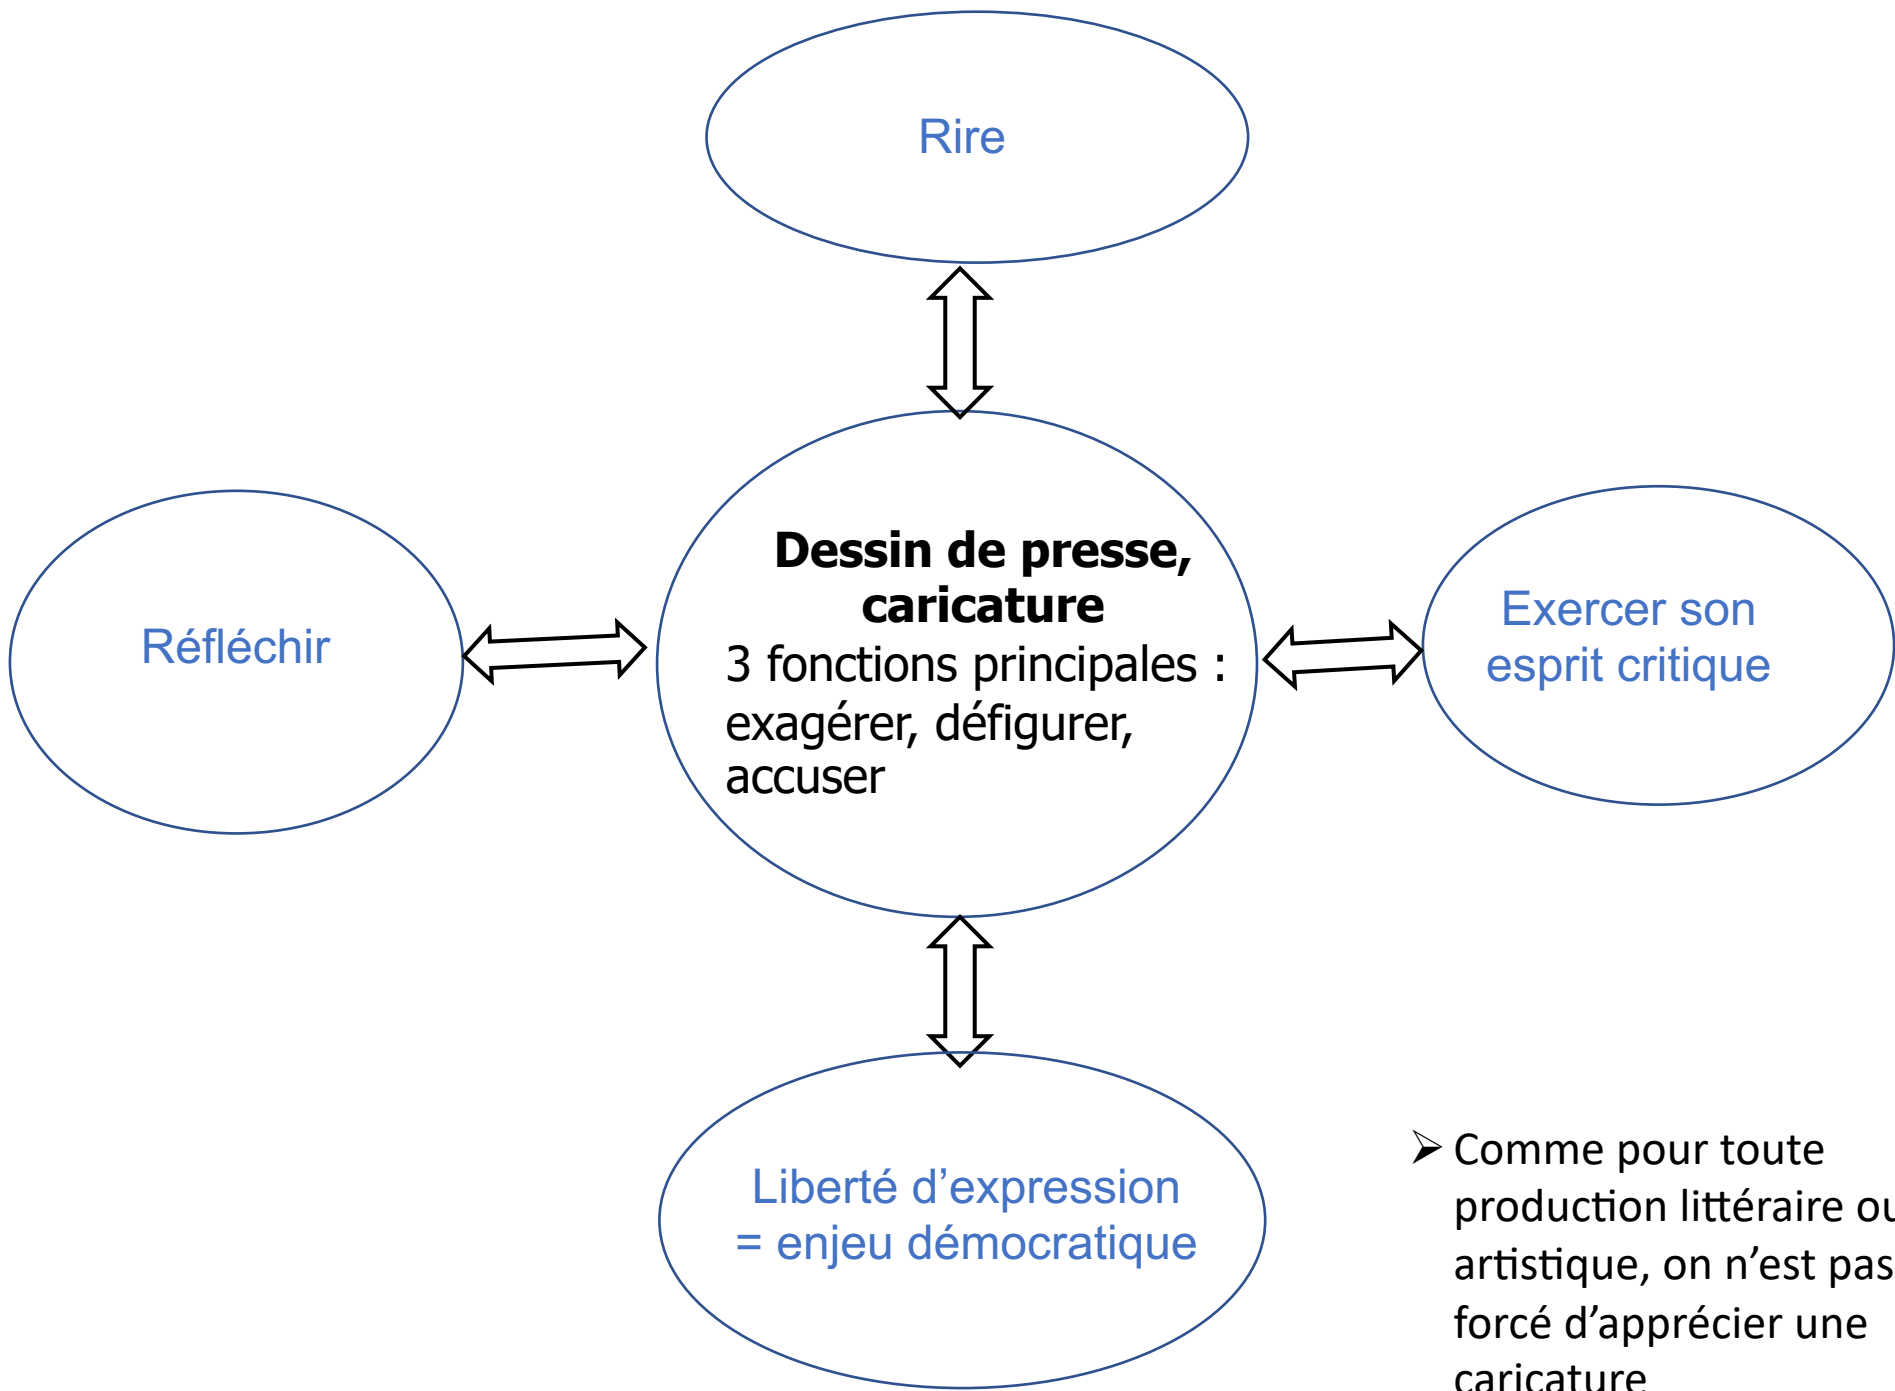 Rire
Dessin de presse,
caricature
3 fonctions principales :
exagérer, défigurer,
accuser
Réfléchir
Exercer son
esprit critique
Liberté d’expression
= enjeu démocratique
➢ Comme pour toute
production littéraire ou
artistique, on n’est pas
forcé d’apprécier une
caricature